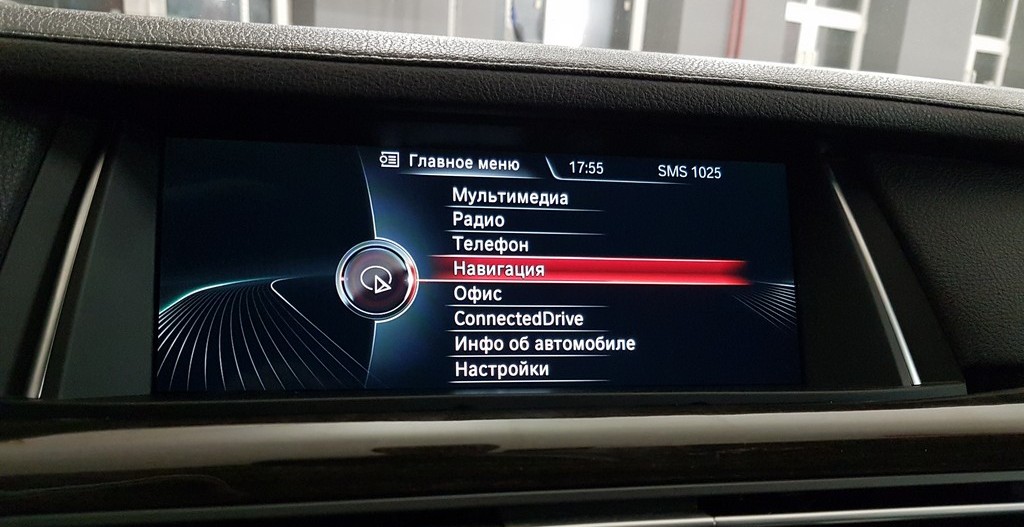 Главное меню 17:55 SMS 1025
Мультимедиа
Радио
Телефон
Навигация
Офис
ConnectedDrive
Инфо об автомобиле
Настройки